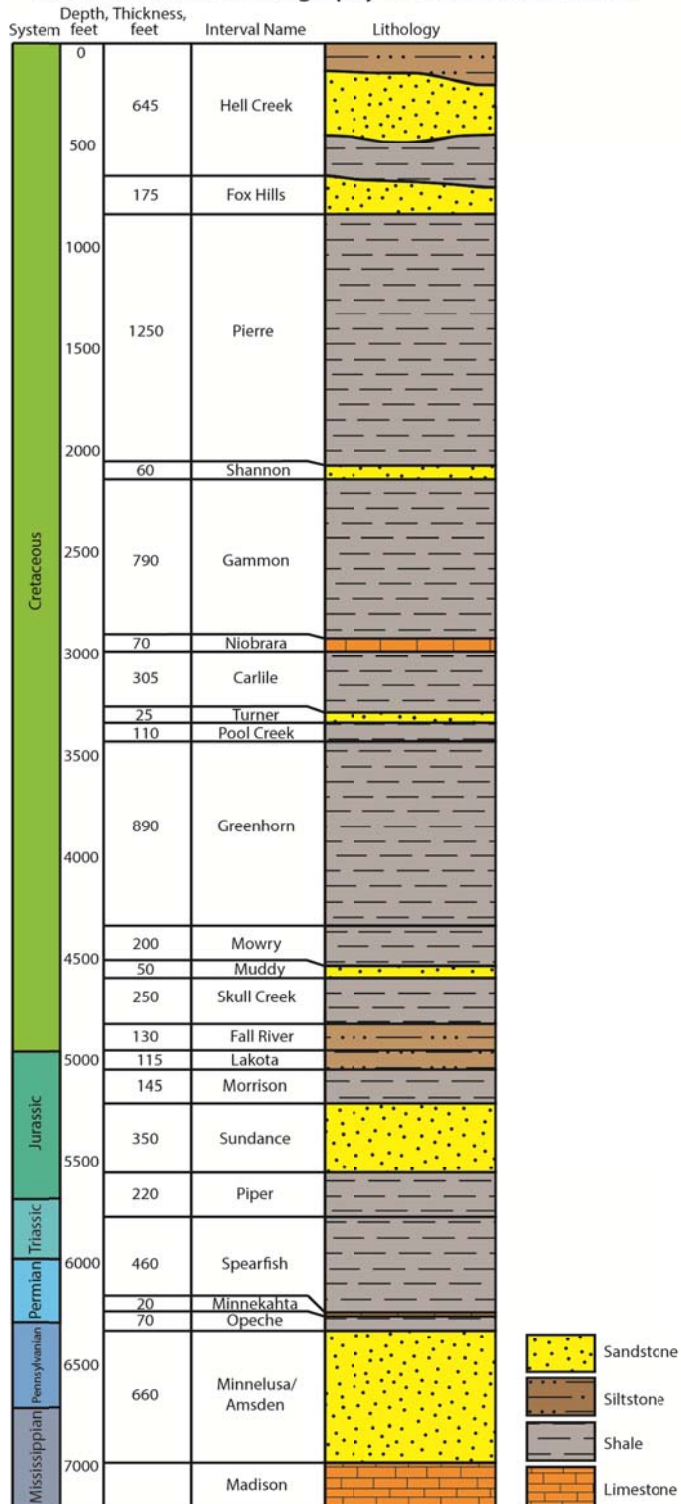 Depth, Thickness,
System feet feet Interval Name Lithology
0
645 Hell Creek
500
175 Fox Hills
1000
1250 Pierre
1500
2000
60 Shannon
2500
790 Gammon
70 Niobrara
3000
305 Carlile
25 Turner
110 Pool Creek
3500
890 Greenhorn
4000
200 Mowry
4500
50 Muddy
250 Skull Creek
130 Fall River
5000
115 Lakota
145 Morrison
350 Sundance
5500
220 Piper
460 Spearfish
6000
20 Minnekahta
70 Opeche
6500
660 Minnelusa/
Amsden
7000
Madison
Cretaceous
Jurassic
Triassic
Permian
Pennsylvanian
Mississippian
Sandstone
Siltstone
Shale
Limestone